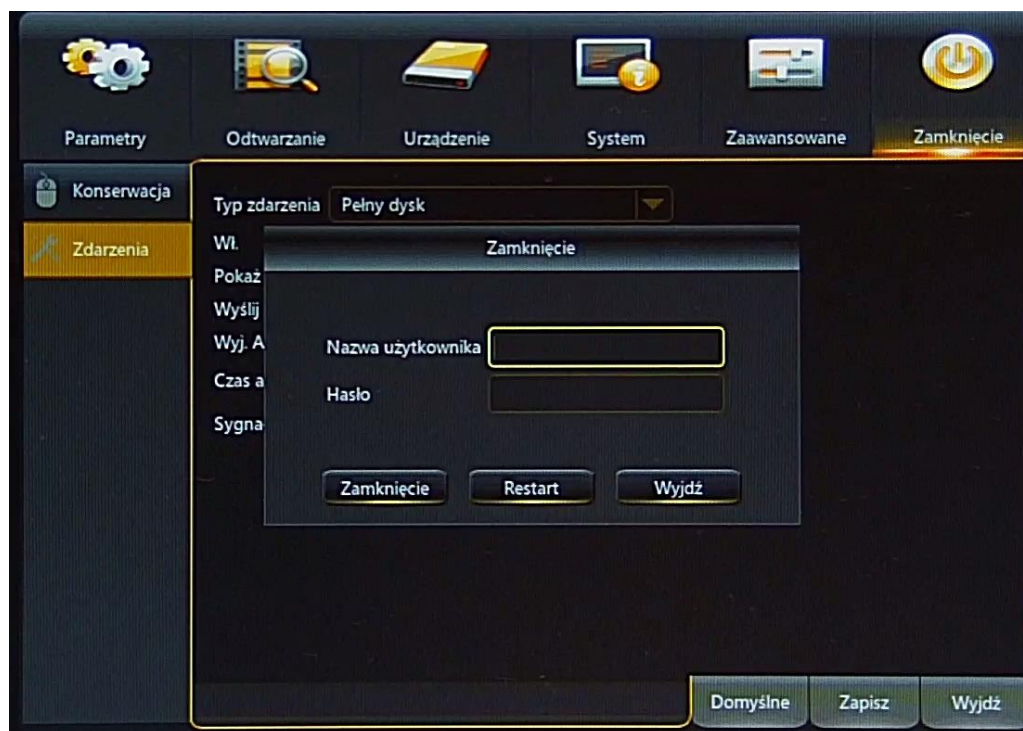 Parametry Odtwarzanie Urządzenie System Zaawansowane Zamknięcie
Konserwacja
Zdarzenia
Typ zdarzenia Pełny dysk
Wł.
Pokaż
Wyślij
Wyj. A
Czas a
Sygna
Zamknięcie
Nazwa użytkownika
Hasło
Zamknięcie Restart Wyjdź
Domyślne Zapisz Wyjdź